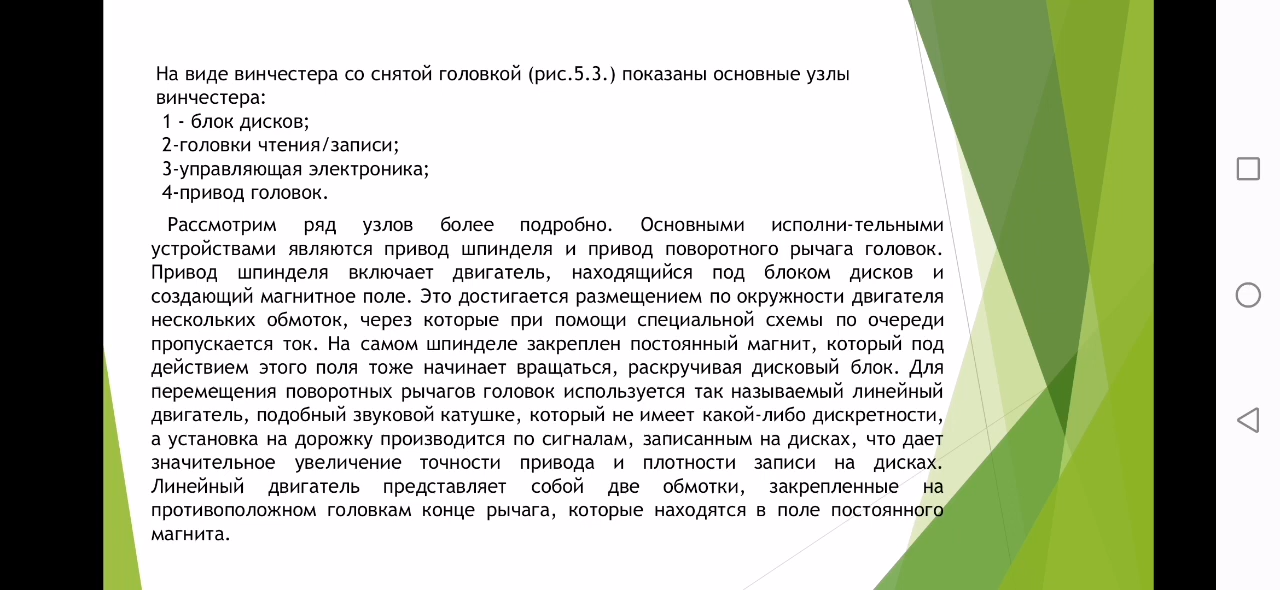 На виде винчестера со снятой головкой (рис.5.3.) показаны основные узлы
винчестера:
1 - блок дисков;
2-головки чтения/записи;
3-управляющая электроника;
4-привод головок.
Рассмотрим ряд узлов более подробно. Основными исполни-тельными
устройствами являются привод шпинделя и привод поворотного рычага головок.
Привод шпинделя включает двигатель, находящийся под блоком дисков и
создающий магнитное поле. Это достигается размещением по окружности двигателя
нескольких обмоток, через которые при помощи специальной схемы по очереди
пропускается ток. На самом шпинделе закреплен постоянный магнит, который под
действием этого поля тоже начинает вращаться, раскручивая дисковый блок. Для
перемещения поворотных рычагов головок используется так называемый линейный
двигатель, подобный звуковой катушке, который не имеет какой-либо дискретности,
а установка на дорожку производится по сигналам, записанным на дисках, что дает
значительное увеличение точности привода и плотности записи на дисках.
Линейный двигатель представляет собой две обмотки, закрепленные на
противоположном головкам конце рычага, которые находятся в поле постоянного
магнита.